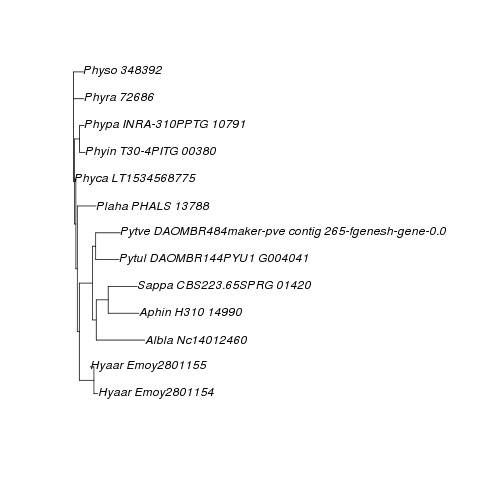 Physo 348392
Phyra 72686
Phypa INRA-310PPTG 10791
Phyin T30-4PITG 00380
Phyca LT1534568775
Plaha PHALS 13788
Pytve DAOMBR484maker-pve contig 265-fgenesh-gene-0.0
Pytul DAOMBR144PYU1 G004041
Sappa CBS223.65SPRG 01420
Aphin H310 14990
Albla Nc14012460
Hyaar Emoy2801155
Hyaar Emoy2801154